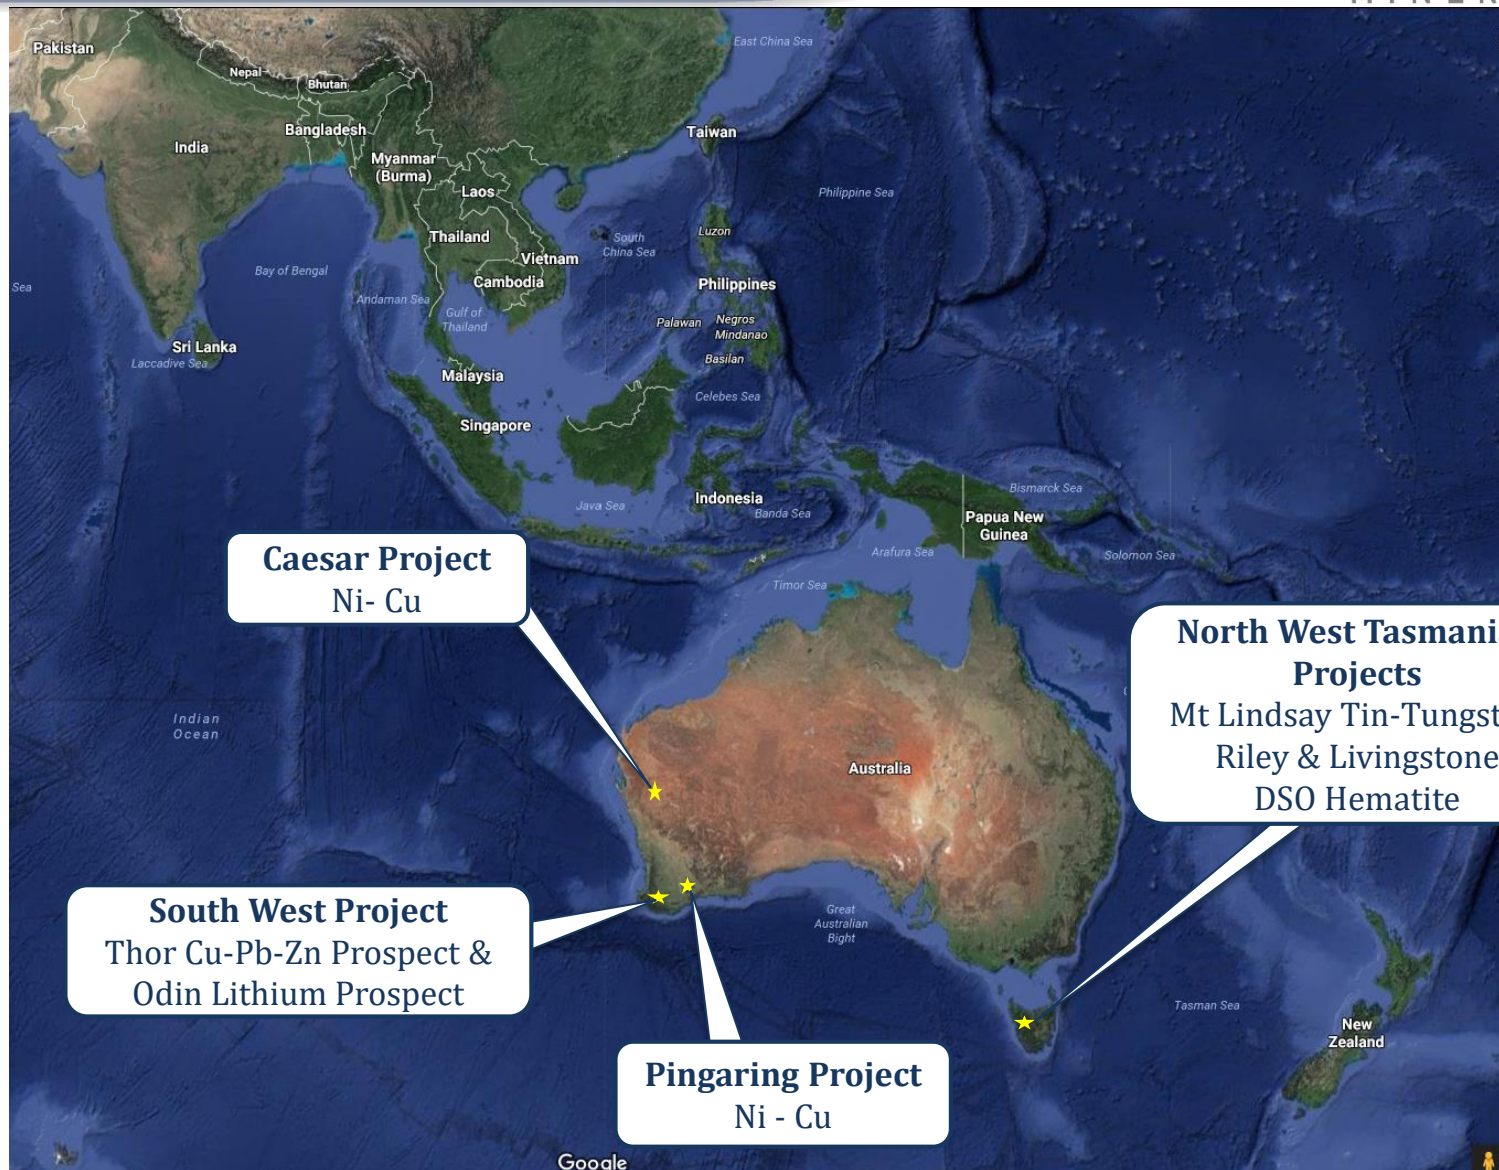 Pakistan
Nepal
Bhutan
East China Sea
Bangladesh
India
Taiwan
Myanmar
(Burma)
Laos
Philippine Sea
Thailand
Luzon
South
China Sea
Vietnam
Bay of Bengal
Cambodia
Philippines
Sea
Andaman Sea
Gulf of
Thailand
Palawan
Negros
Mindanao
Sri Lanka
Laccadive Sea
Basilan
Malaysia
Celebes Sea
Singapore
Indonesia
Bismarck Sea
Java Sea
Banda Sea
Papua New
Guinea
Arafura Sea
Solomon Sea
Timor Sea
Caesar Project
Ni- Cu
North West Tasmani
Projects
Mt Lindsay Tin-Tungst
Riley & Livingstone
DSO Hematite
Indian
Ocean
Australia
South West Project
Thor Cu-Pb-Zn Prospect &
Odin Lithium Prospect
Great
Australian
Bight
Tasman Sea
New
Zealand
Pingaring Project
Ni - Cu
Google